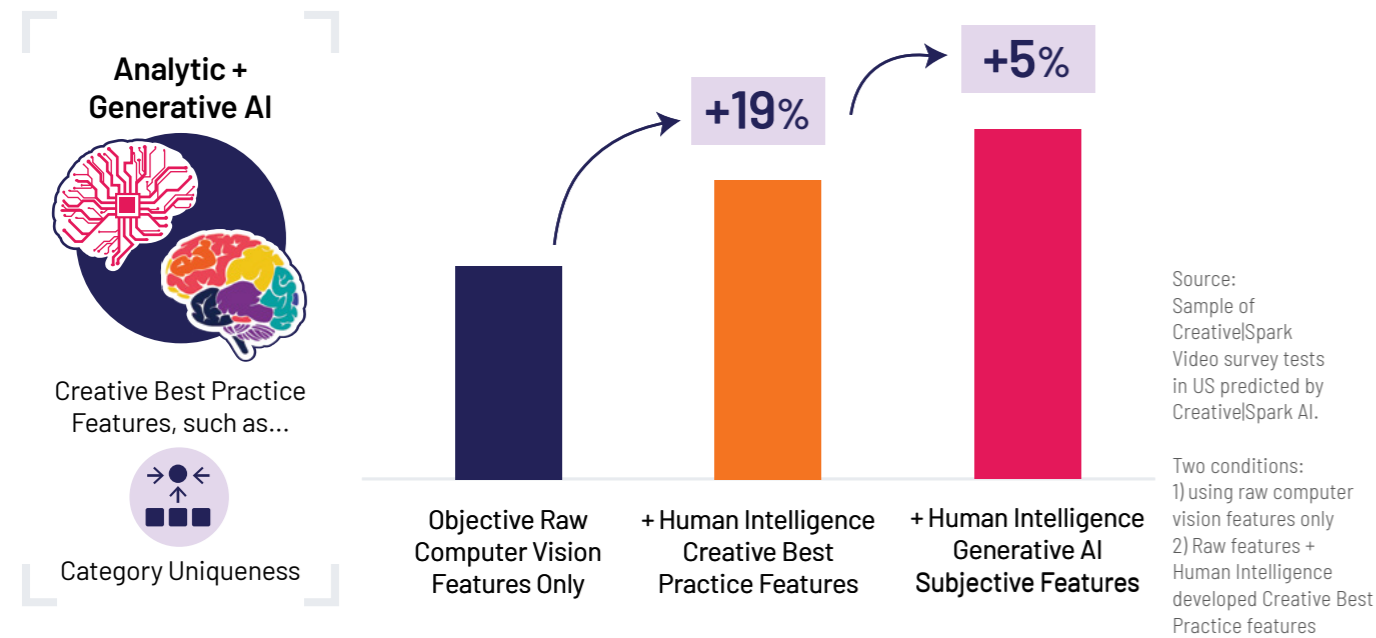 Analytic +
Generative AI
Creative Best Practice
Features, such as...
Category Uniqueness
+19%
+5%
Objective Raw
Computer Vision
Features Only
+ Human Intelligence
Creative Best
Practice Features
+ Human Intelligence
Generative AI
Subjective Features
Source:
Sample of
Creative|Spark
Video survey tests
in US predicted by
Creative|Spark AI.
Two conditions:
1) using raw computer
vision features only
2) Raw features +
Human Intelligence
developed Creative Best
Practice features